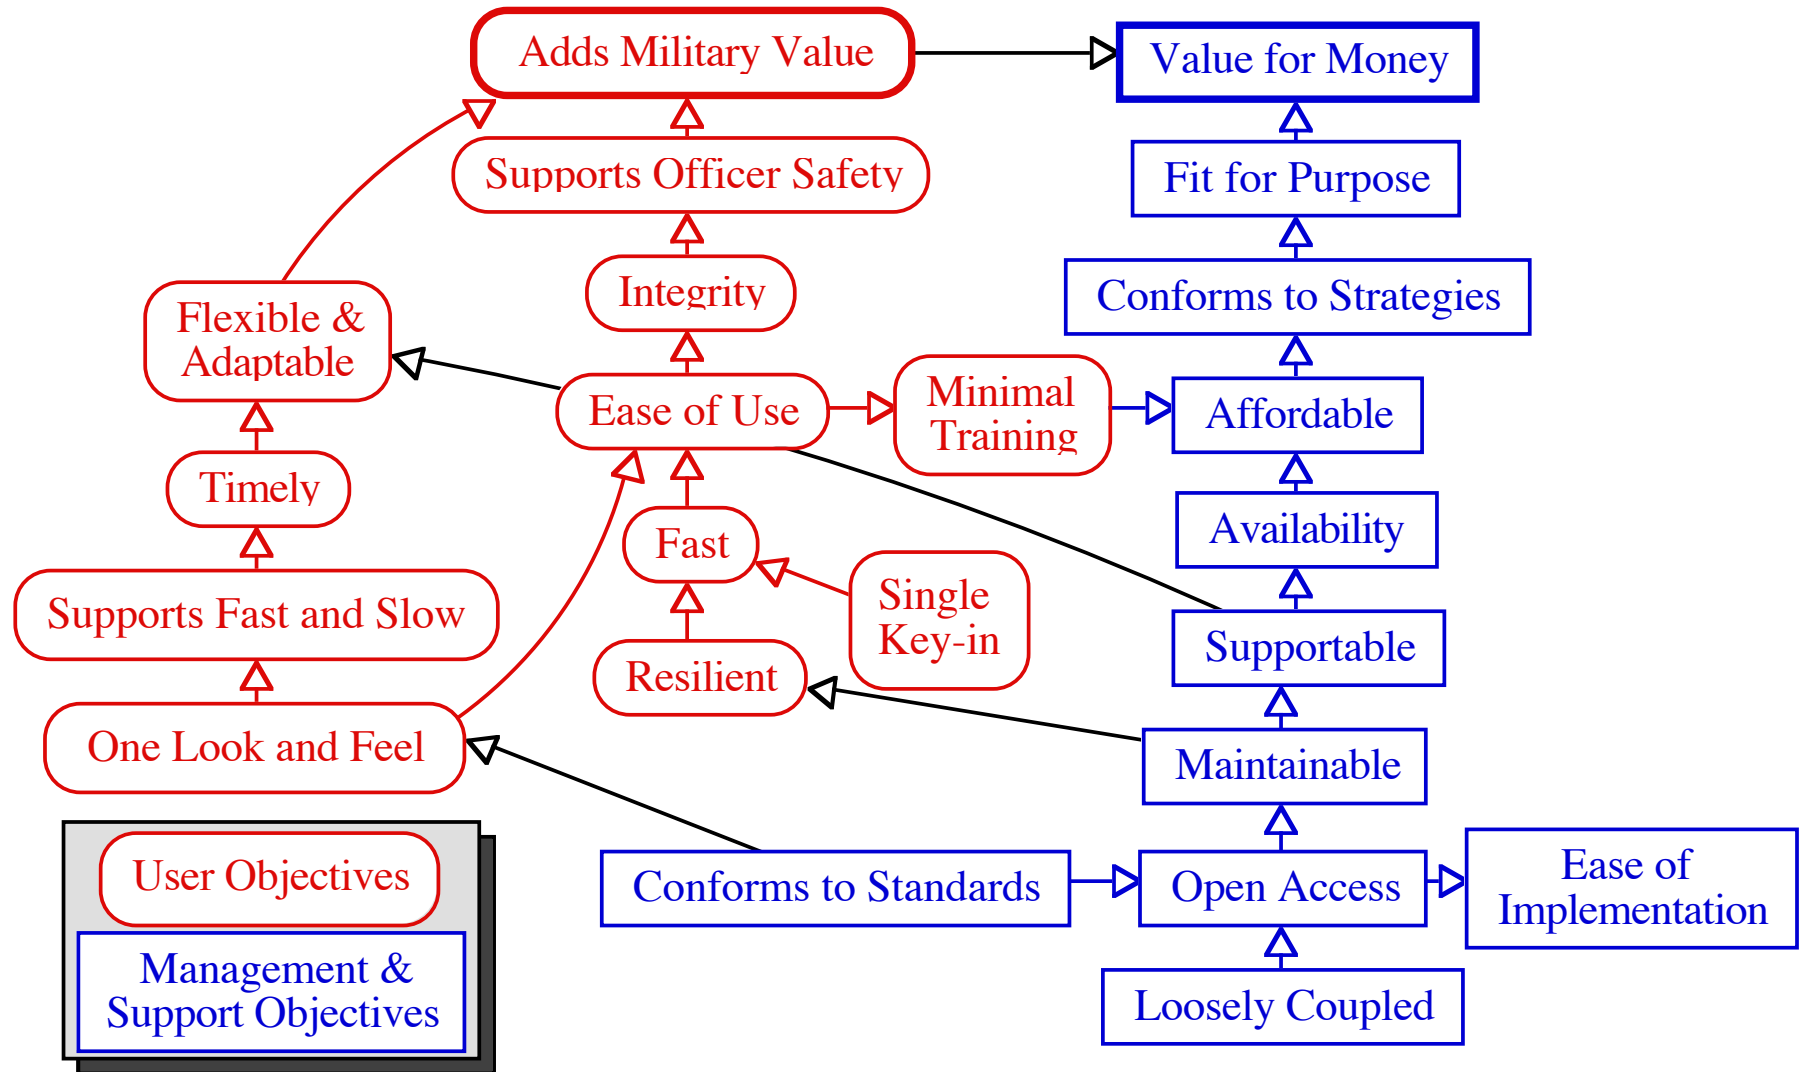 Adds Military Value
Value for Money
Supports Officer Safety
Fit for Purpose
Integrity
Conforms to Strategies
Flexible &
Adaptable
Ease of Use
Minimal
Training
Affordable
Timely
Fast
Availability
Supports Fast and Slow
Single
Key-in
Resilient
Supportable
One Look and Feel
Maintainable
User Objectives
Conforms to Standards
Open Access
Ease of
Implementation
Management &
Support Objectives
Loosely Coupled